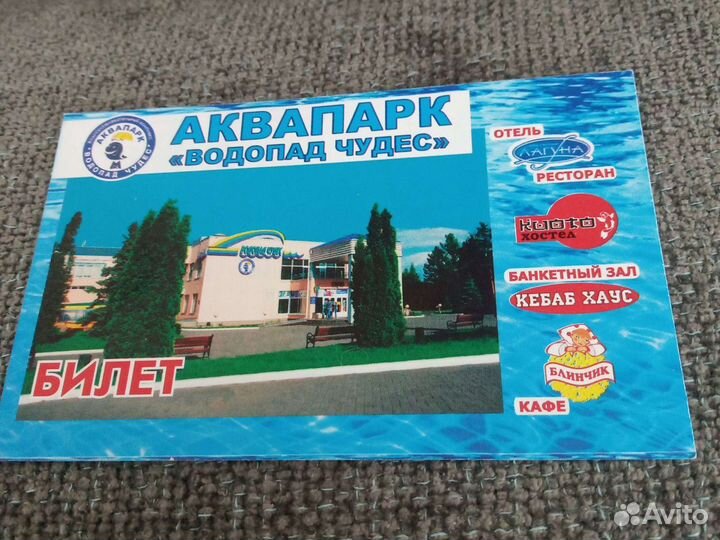 АКВАПАРК
«ВОДОПАД ЧУДЕС»
АКВАПАРК
ВОДОПАД ЧУДЕС
ОТЕЛЬ
ЛАГУНА
РЕСТОРАН
КИОТО
ХОСТЕЛ
БАНКЕТНЫЙ ЗАЛ
КЕБАБ ХАУС
БЛИНЧИК
КАФЕ
БИЛЕТ
Avito